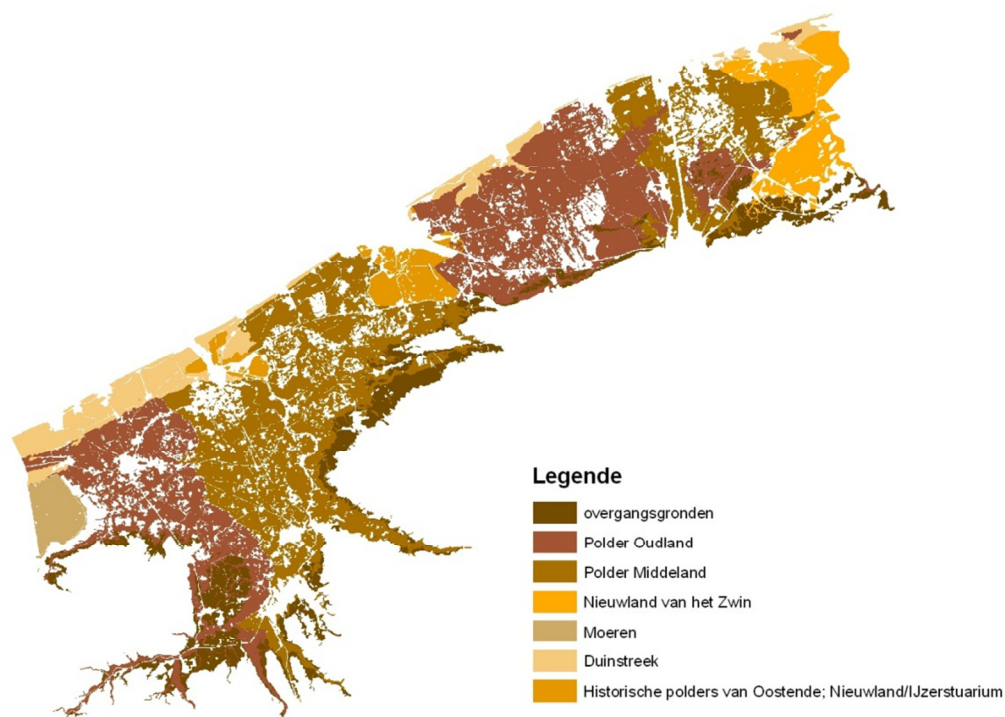 Legende
overgangsgronden
Polder Oudland
Polder Middeland
Nieuwland van het Zwin
Moeren
Duinstreek
Historische polders van Oostende; Nieuwland/IJzerstuarium